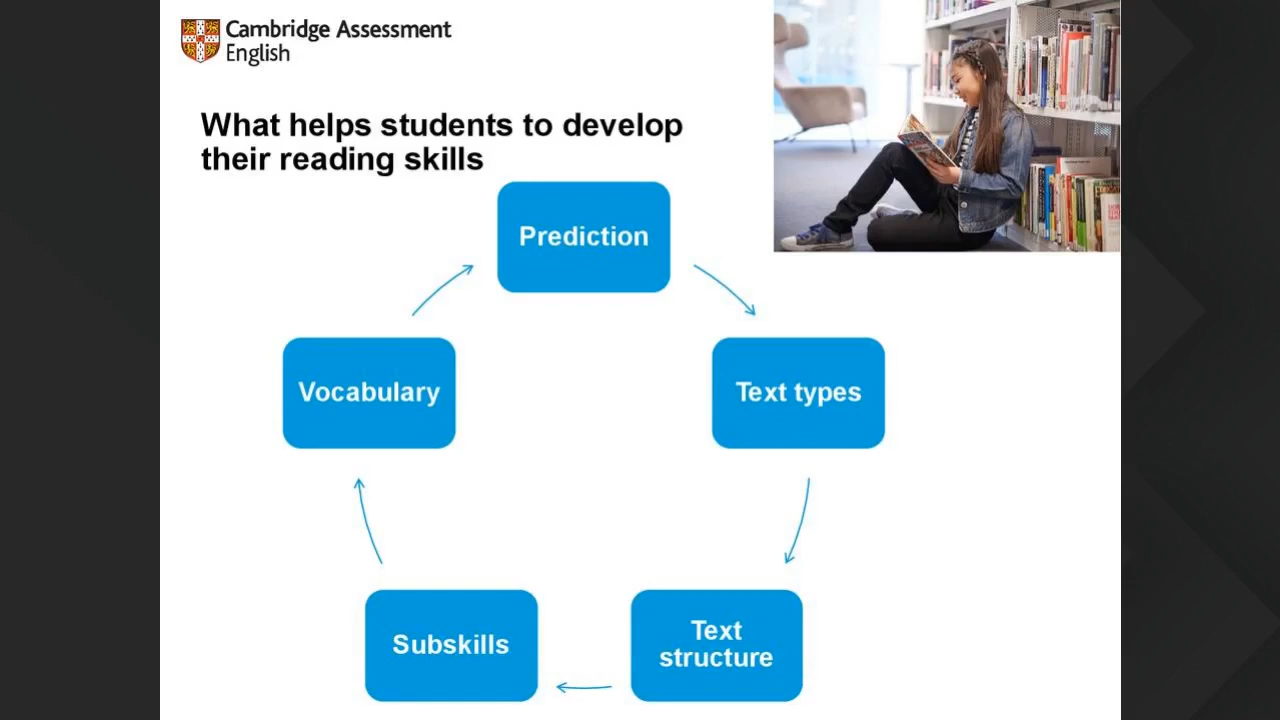 Cambridge Assessment
English
What helps students to develop
their reading skills
Prediction
Vocabulary
Text types
Subskills
Text
structure